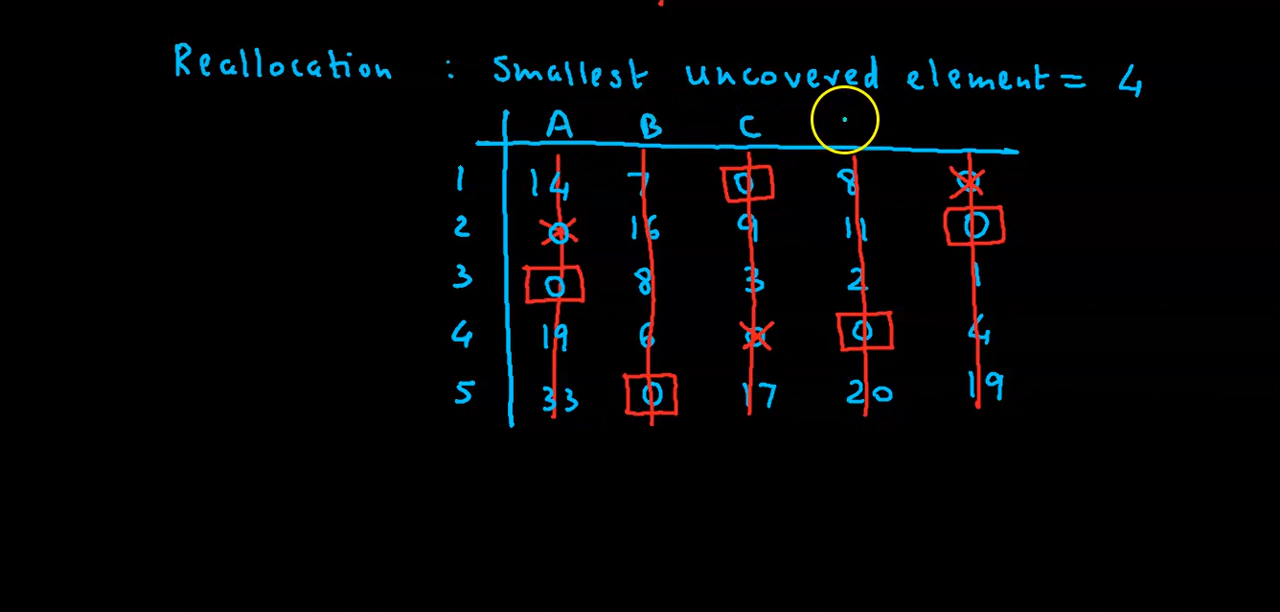 Reallocation : Smallest uncovered element = 4
A B C
1 14 7 0 8 0
2 0 16 9 11 0
3 0 8 3 2 1
4 19 6 0 0 4
5 33 0 17 20 19